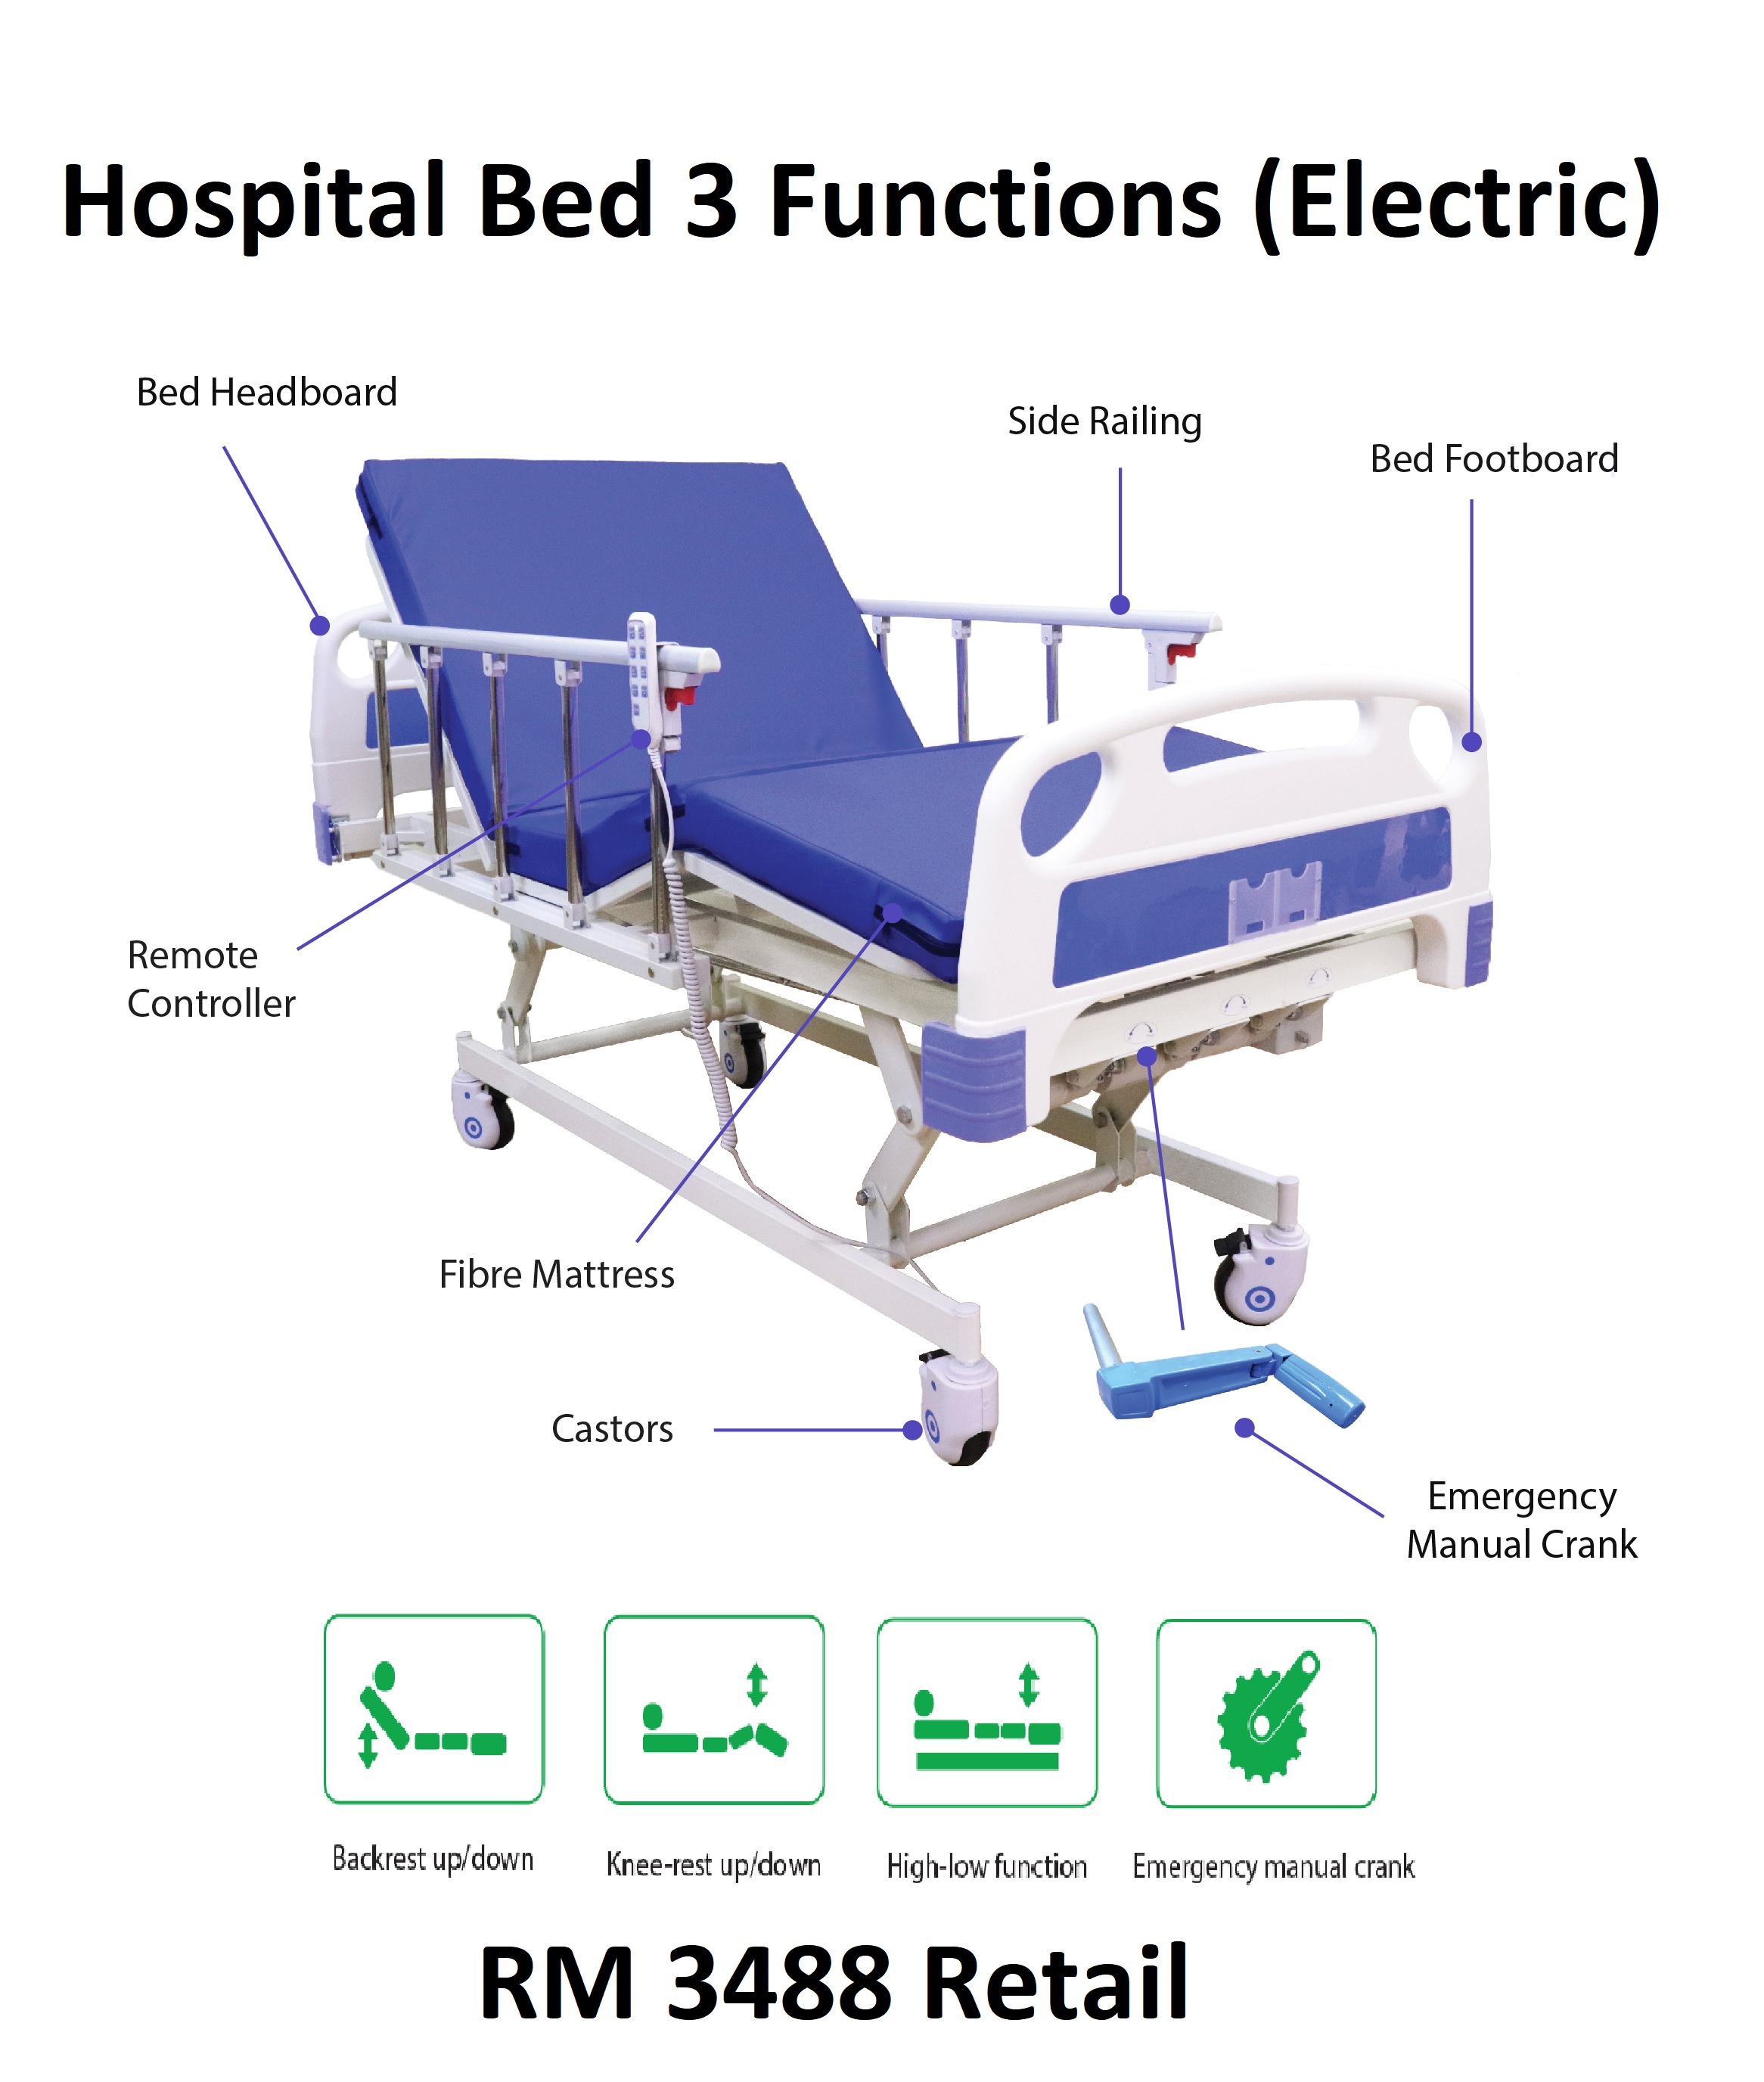 Hospital Bed 3 Functions (Electric)
Bed Headboard
Side Railing
Bed Footboard
Remote
Controller
Fibre Mattress
Castors
Emergency
Manual Crank
Backrest up/down
Knee-rest up/down
High-low function
Emergency manual crank
RM 3488 Retail